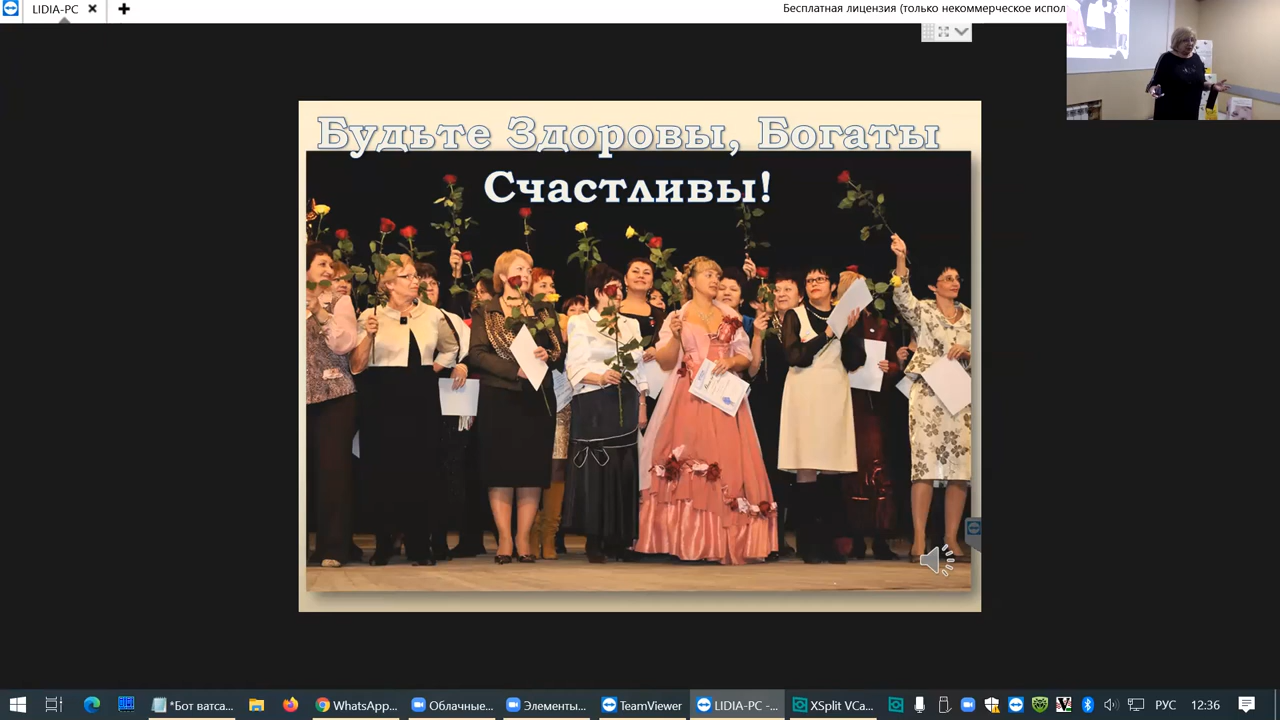 LIDIA-PC
Бесплатная лицензия (только некоммерческое испол
Будьте Здоровы, Богаты
Счастливы!
*Бот ватса...
WhatsApp...
Облачные...
Элементы...
TeamViewer
LIDIA-PC -...
XSplit VCa...
РУС
12:36